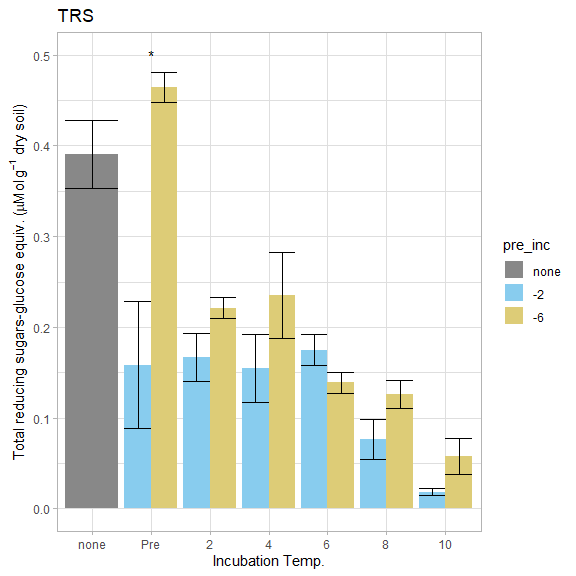 TRS
Total reducing sugars-glucose equiv. (μMol g⁻¹ dry soil)
0.5
0.4
0.3
0.2
0.1
0.0
*
none Pre 2 4 6 8 10
Incubation Temp.
pre_inc
none
-2
-6